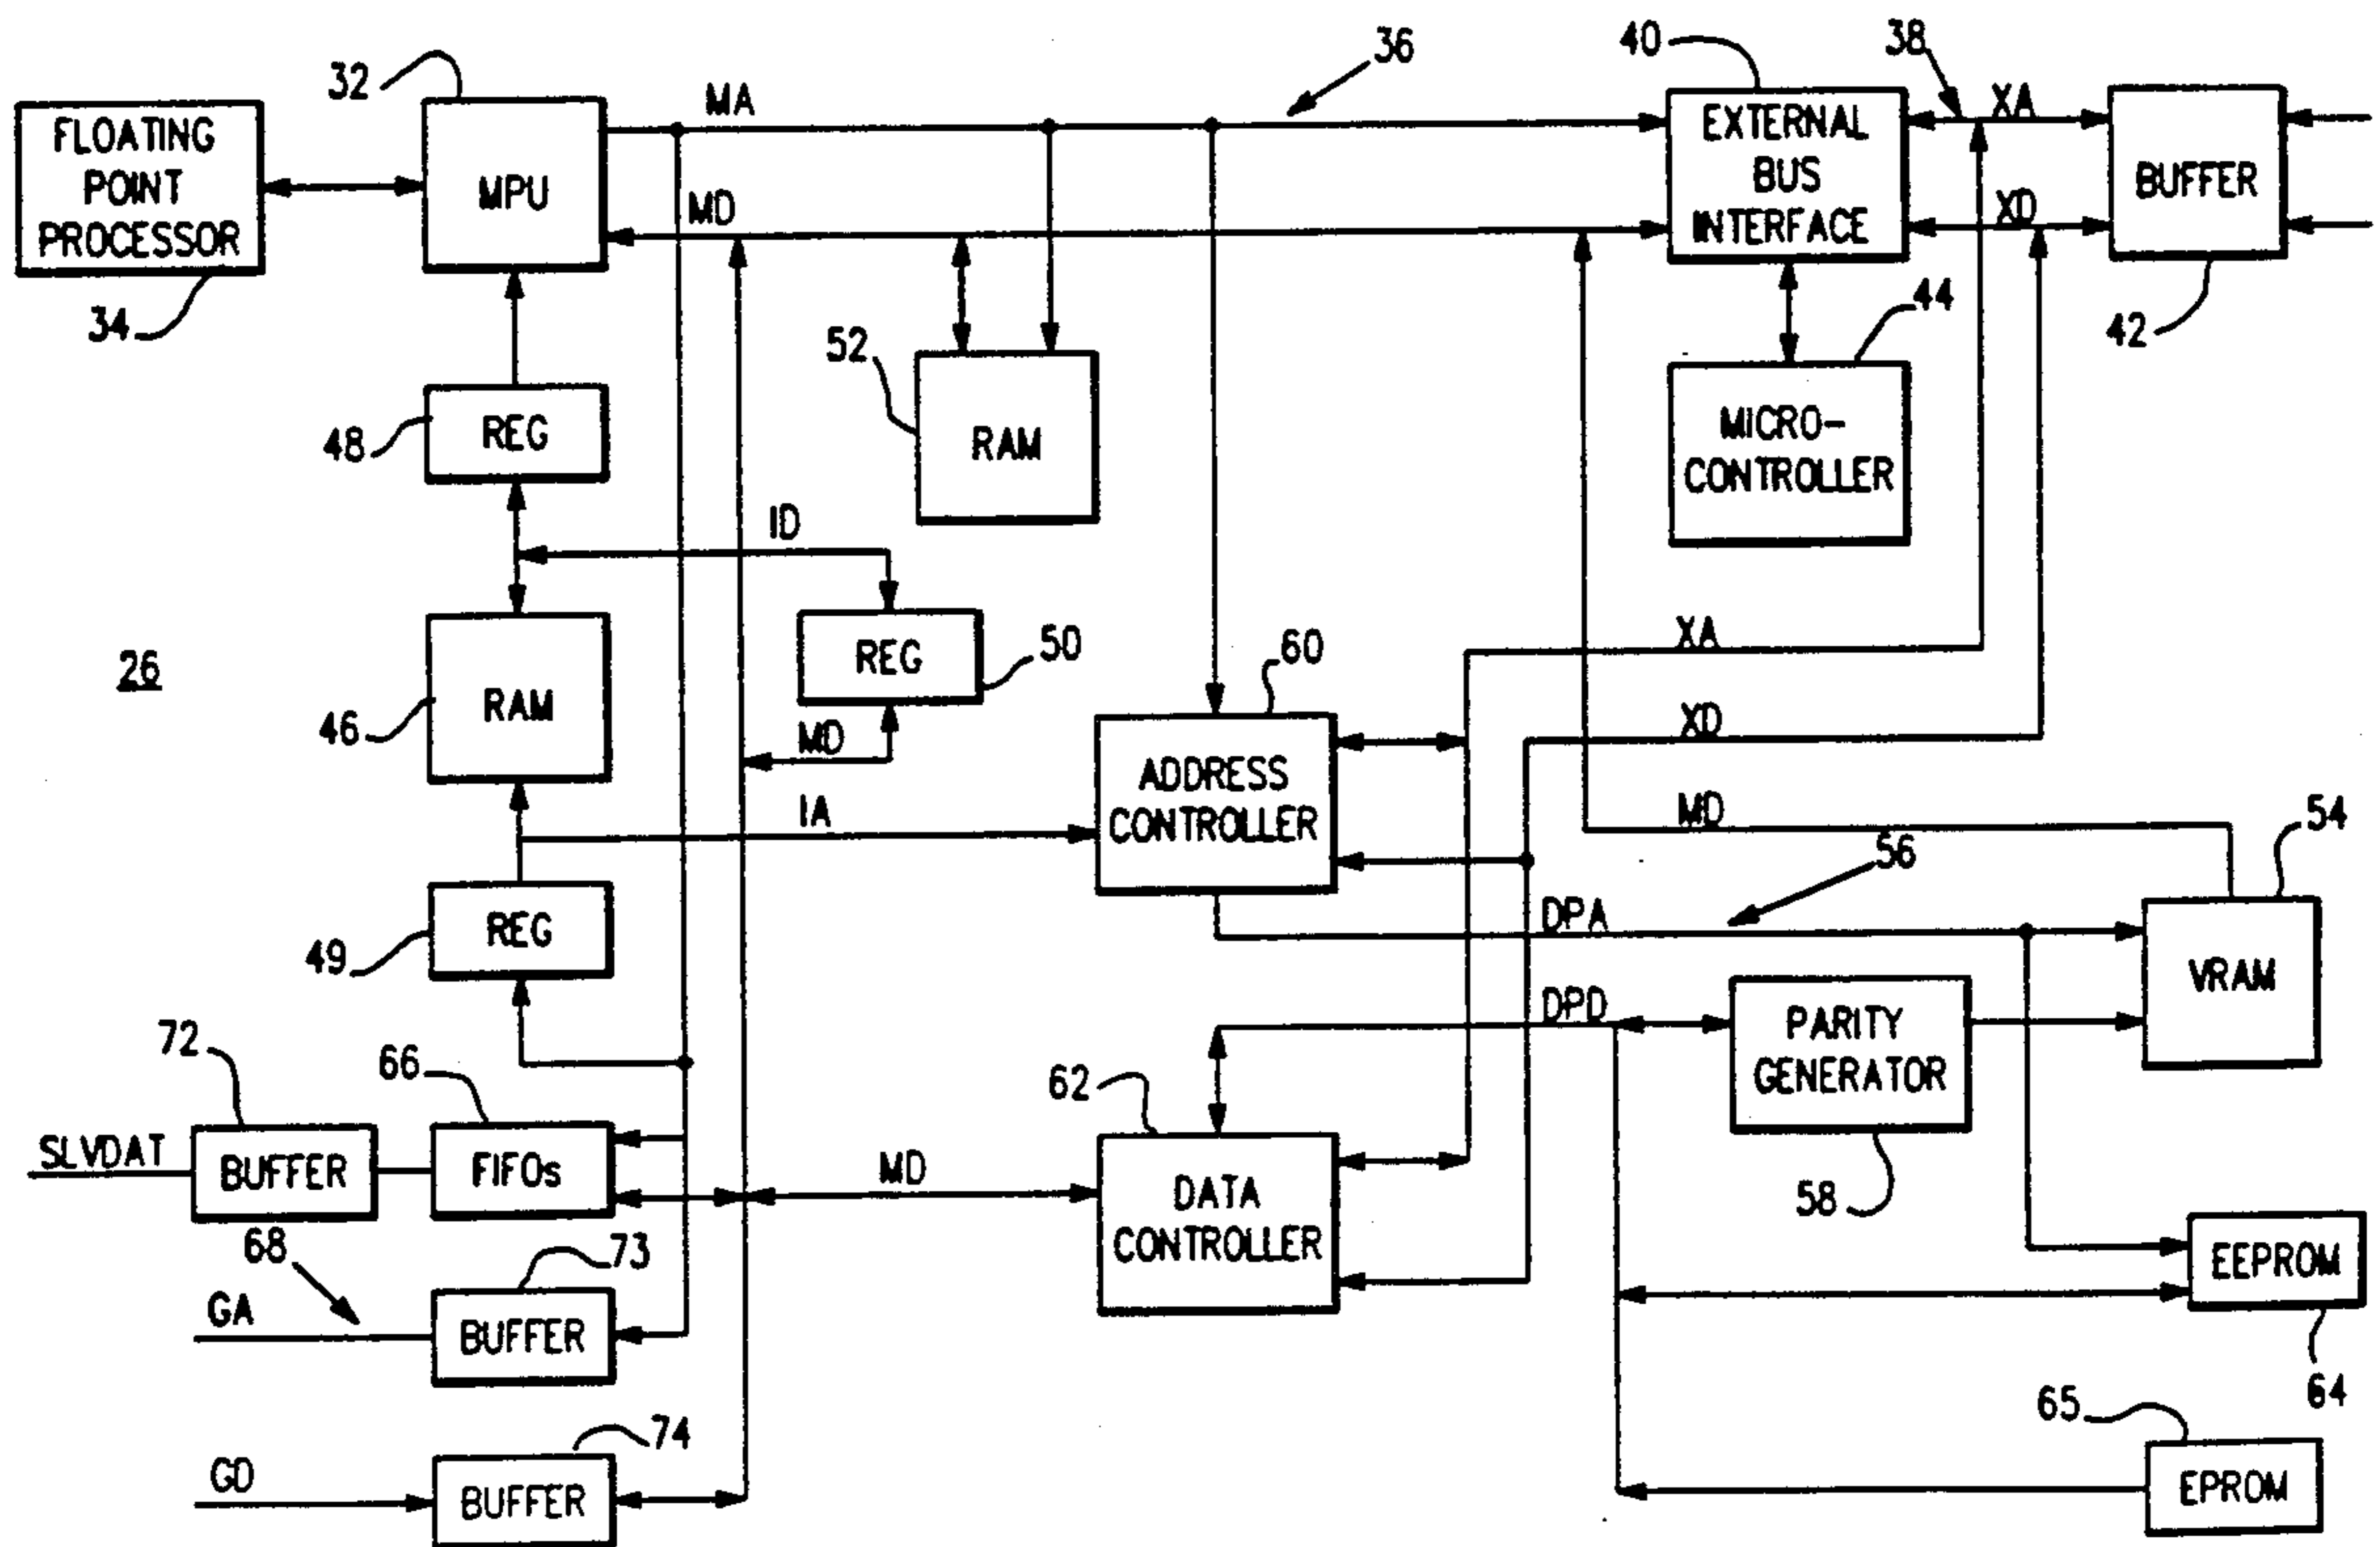 36
40
38
32
MA
XA
FLOATING
POINT
PROCESSOR
MPU
EXTERNAL
BUS
INTERFACE
BUFFER
MD
XD
34
44
42
52
48
REG
RAM
MICRO-
CONTROLLER
ID
26
46
RAM
REG
50
60
XA
XD
MD
ADDRESS
CONTROLLER
IA
MD
54
56
49
REG
DPA
VRAM
DPD
PARITY
GENERATOR
72
66
62
SLVDAT
BUFFER
FIFOs
MD
DATA
CONTROLLER
58
68
73
EEPROM
GA
BUFFER
64
65
74
GD
BUFFER
EPROM